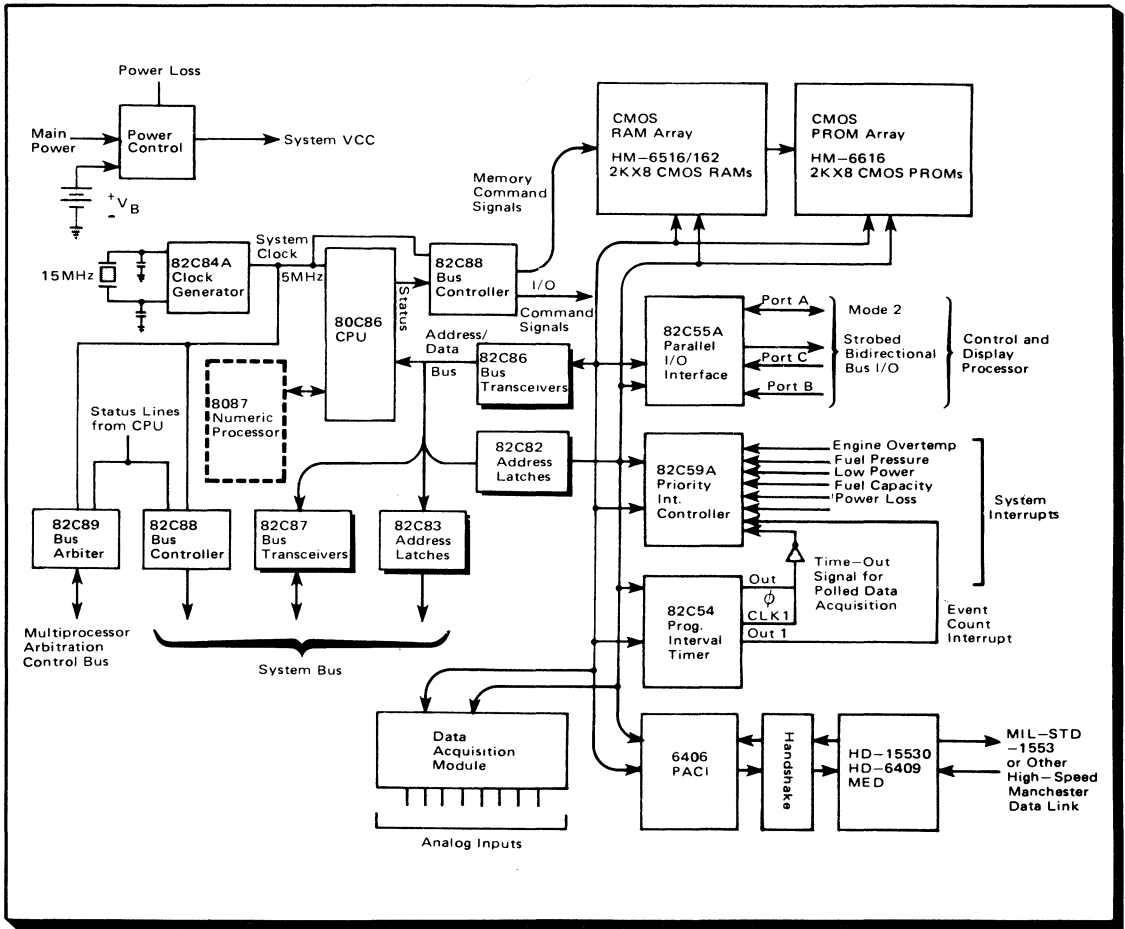 Power Loss
Main
Power
Power
Control
System VCC
+
VB
-
CMOS
RAM Array
HM-6516/162
2KX8 CMOS RAMs
CMOS
PROM Array
HM-6616
2KX8 CMOS PROMs
Memory
Command
Signals
15MHz
82C84A
Clock
Generator
System
Clock
5MHz
80C86
CPU
Status
82C88
Bus
Controller
I/O
Command
Signals
Address/
Data
Bus
82C86
Bus
Transceivers
8087
Numeric
Processor
82C82
Address
Latches
Status Lines
from CPU
82C89
Bus
Arbiter
82C88
Bus
Controller
82C87
Bus
Transceivers
82C83
Address
Latches
Multiprocessor
Arbitration
Control Bus
System Bus
82C55A
Parallel
I/O
Interface
Port A
Port C
Port B
Mode 2
Strobed
Bidirectional
Bus I/O
Control and
Display
Processor
82C59A
Priority
Int.
Controller
Engine Overtemp
Fuel Pressure
Low Power
Fuel Capacity
'Power Loss
System
Interrupts
Time-Out
Signal for
Polled Data
Acquisition
Event
Count
Interrupt
82C54
Prog.
Interval
Timer
Out
ϕ
CLK1
Out 1
Data
Acquisition
Module
Analog Inputs
6406
PACI
Handshake
HD-15530
HD-6409
MED
MIL-STD
-1553
or Other
High-Speed
Manchester
Data Link